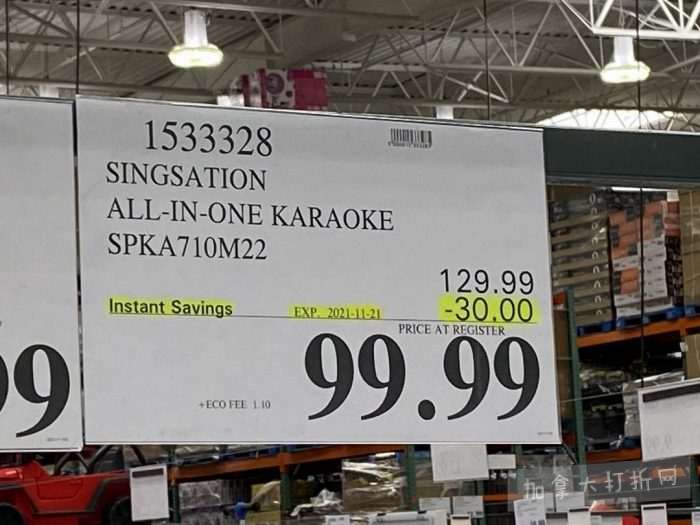 1533328
SINGSATION
ALL-IN-ONE KARAOKE
SPKA710M22
129.99
Instant Savings EXP. 2021-11-21 -30.00
PRICE AT REGISTER
99.99
+ECO FEE 1.10
99
加拿大打折网